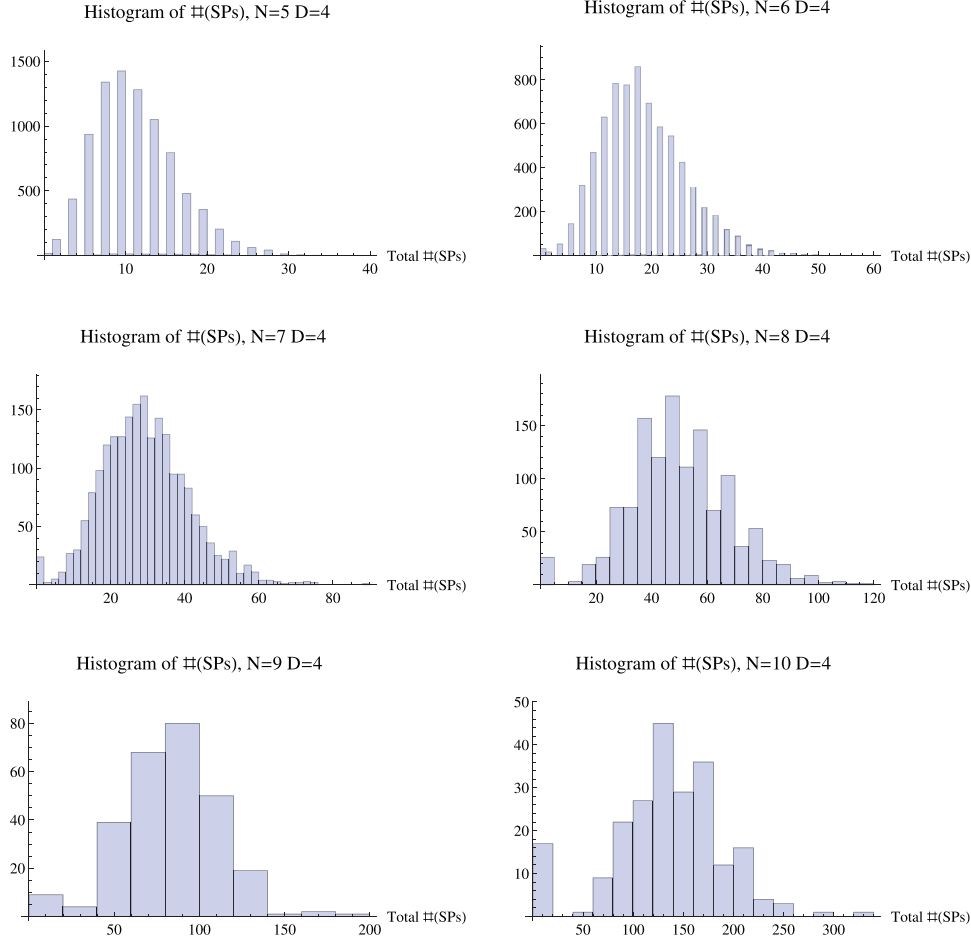 Histogram of #(SPs), N=5 D=4
1500
1000
500
10 20 30 40 Total #(SPs)
Histogram of #(SPs), N=6 D=4
800
600
400
200
10 20 30 40 50 60 Total #(SPs)
Histogram of #(SPs), N=7 D=4
150
100
50
20 40 60 80 Total #(SPs)
Histogram of #(SPs), N=8 D=4
150
100
50
20 40 60 80 100 120 Total #(SPs)
Histogram of #(SPs), N=9 D=4
80
60
40
20
50 100 150 200 Total #(SPs)
Histogram of #(SPs), N=10 D=4
50
40
30
20
10
50 100 150 200 250 300 Total #(SPs)